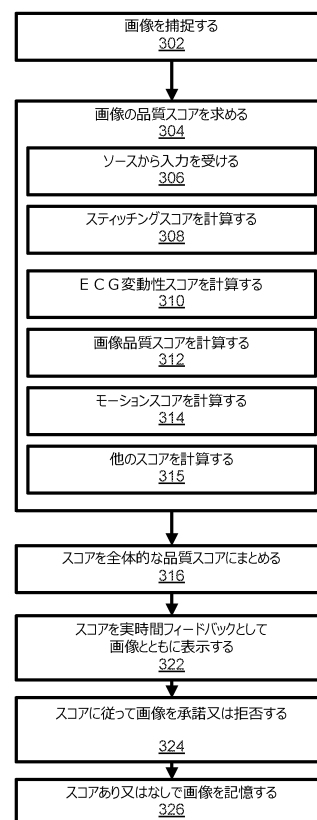 画像を捕捉する
302
画像の品質スコアを求める
304
ソースから入力を受ける
306
スティッチングスコアを計算する
308
ＥＣＧ変動性スコアを計算する
310
画像品質スコアを計算する
312
モーションスコアを計算する
314
他のスコアを計算する
315
スコアを全体的な品質スコアにまとめる
316
スコアを実時間フィードバックとして
画像とともに表示する
322
スコアに従って画像を承諾又は拒否する
324
スコアあり又はなしで画像を記憶する
326